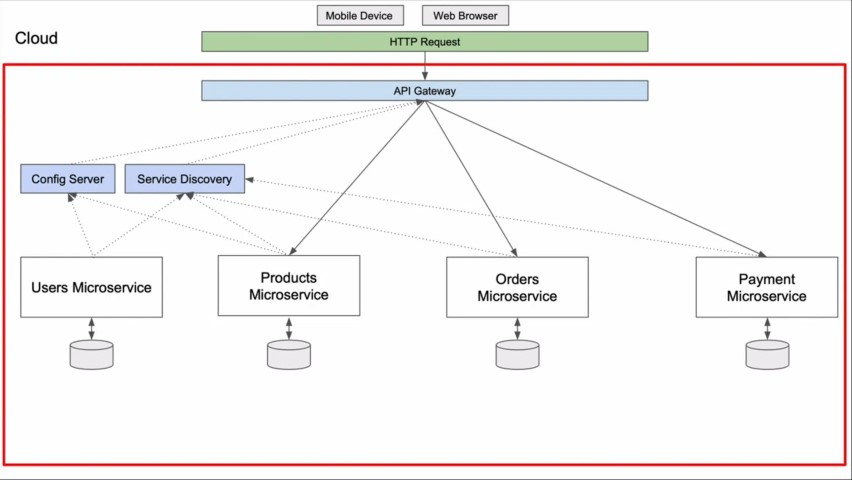 Mobile Device
Web Browser
Cloud
HTTP Request
API Gateway
Config Server
Service Discovery
Users Microservice
Products
Microservice
Orders
Microservice
Payment
Microservice